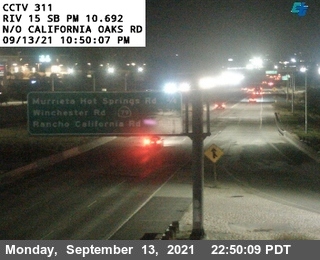 CCTV 311
RIV 15 SB PM 10.692
N/O CALIFORNIA OAKS RD
09/13/21 10:50:07 PM
Murrieta Hot Springs Rd
Winchester Rd
Rancho California Rd
Monday, September 13, 2021 22:50:09 PDT